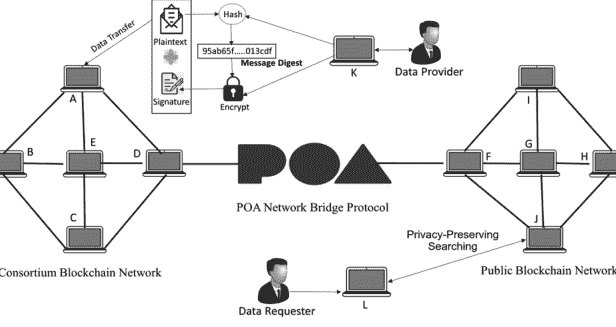 Data Transfer
Plaintext
Signature
Hash
95ab65f.....013cdf
Message Digest
Encrypt
K
Data Provider
A
B
E
D
C
Consortium Blockchain Network
POA
POA Network Bridge Protocol
I
F
G
H
J
Public Blockchain Network
Privacy-Preserving
Searching
Data Requester
L